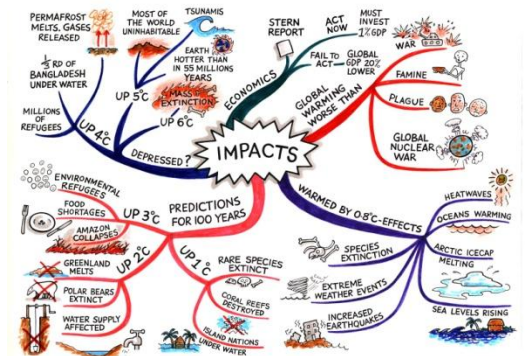 IMPACTS
ECONOMICS
STERN
REPORT
ACT
NOW
MUST
INVEST
1% GDP
FAIL TO
ACT
GLOBAL
GDP 20%
LOWER
GLOBAL
WARMING
WORSE THAN
WAR
FAMINE
PLAGUE
GLOBAL
NUCLEAR
WAR
WARMED BY 0.8°C-EFFECTS
HEATWAVES
OCEANS WARMING
ARCTIC ICECAP
MELTING
SEA LEVELS RISING
SPECIES
EXTINCTION
EXTREME
WEATHER EVENTS
INCREASED
EARTHQUAKES
PREDICTIONS
FOR 100 YEARS
UP 1°C
RARE SPECIES
EXTINCT
CORAL REEFS
DESTROYED
ISLAND NATIONS
UNDER WATER
UP 2°C
GREENLAND
MELTS
POLAR BEARS
EXTINCT
WATER SUPPLY
AFFECTED
UP 3°C
ENVIRONMENTAL
REFUGEES
FOOD
SHORTAGES
AMAZON
COLLAPSES
DEPRESSED?
UP 4°C
MILLIONS
OF
REFUGEES
1/3 RD OF
BANGLADESH
UNDER WATER
PERMAFROST
MELTS, GASES
RELEASED
UP 5°C
MOST OF
THE WORLD
UNINHABITABLE
TSUNAMIS
EARTH
HOTTER THAN
IN 55 MILLIONS
YEARS
UP 6°C
MASS
EXTINCTION